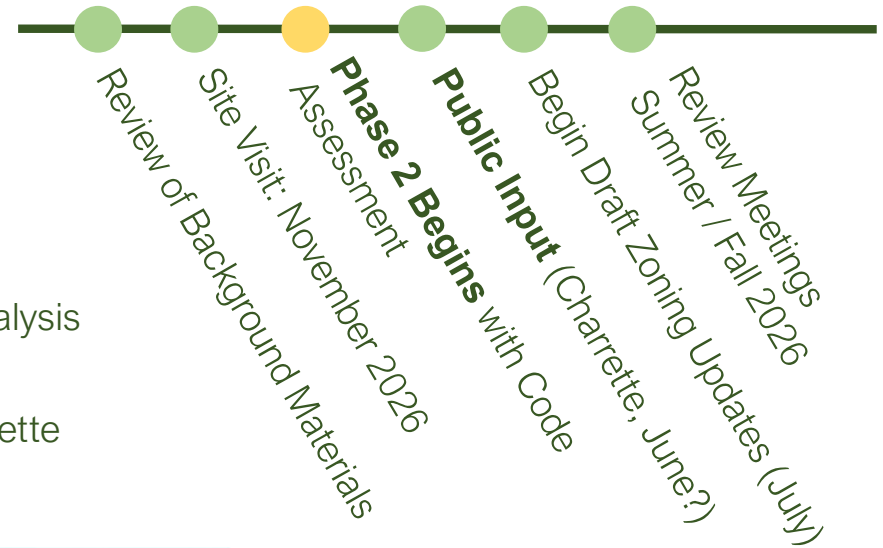 Review of Background Materials
Site Visit: November 2026
Phase 2 Begins with Code
Assessment
Public Input (Charrette, June?)
Begin Draft Zoning Updates (July)
Review Meetings
Summer / Fall 2026
alysis
ette